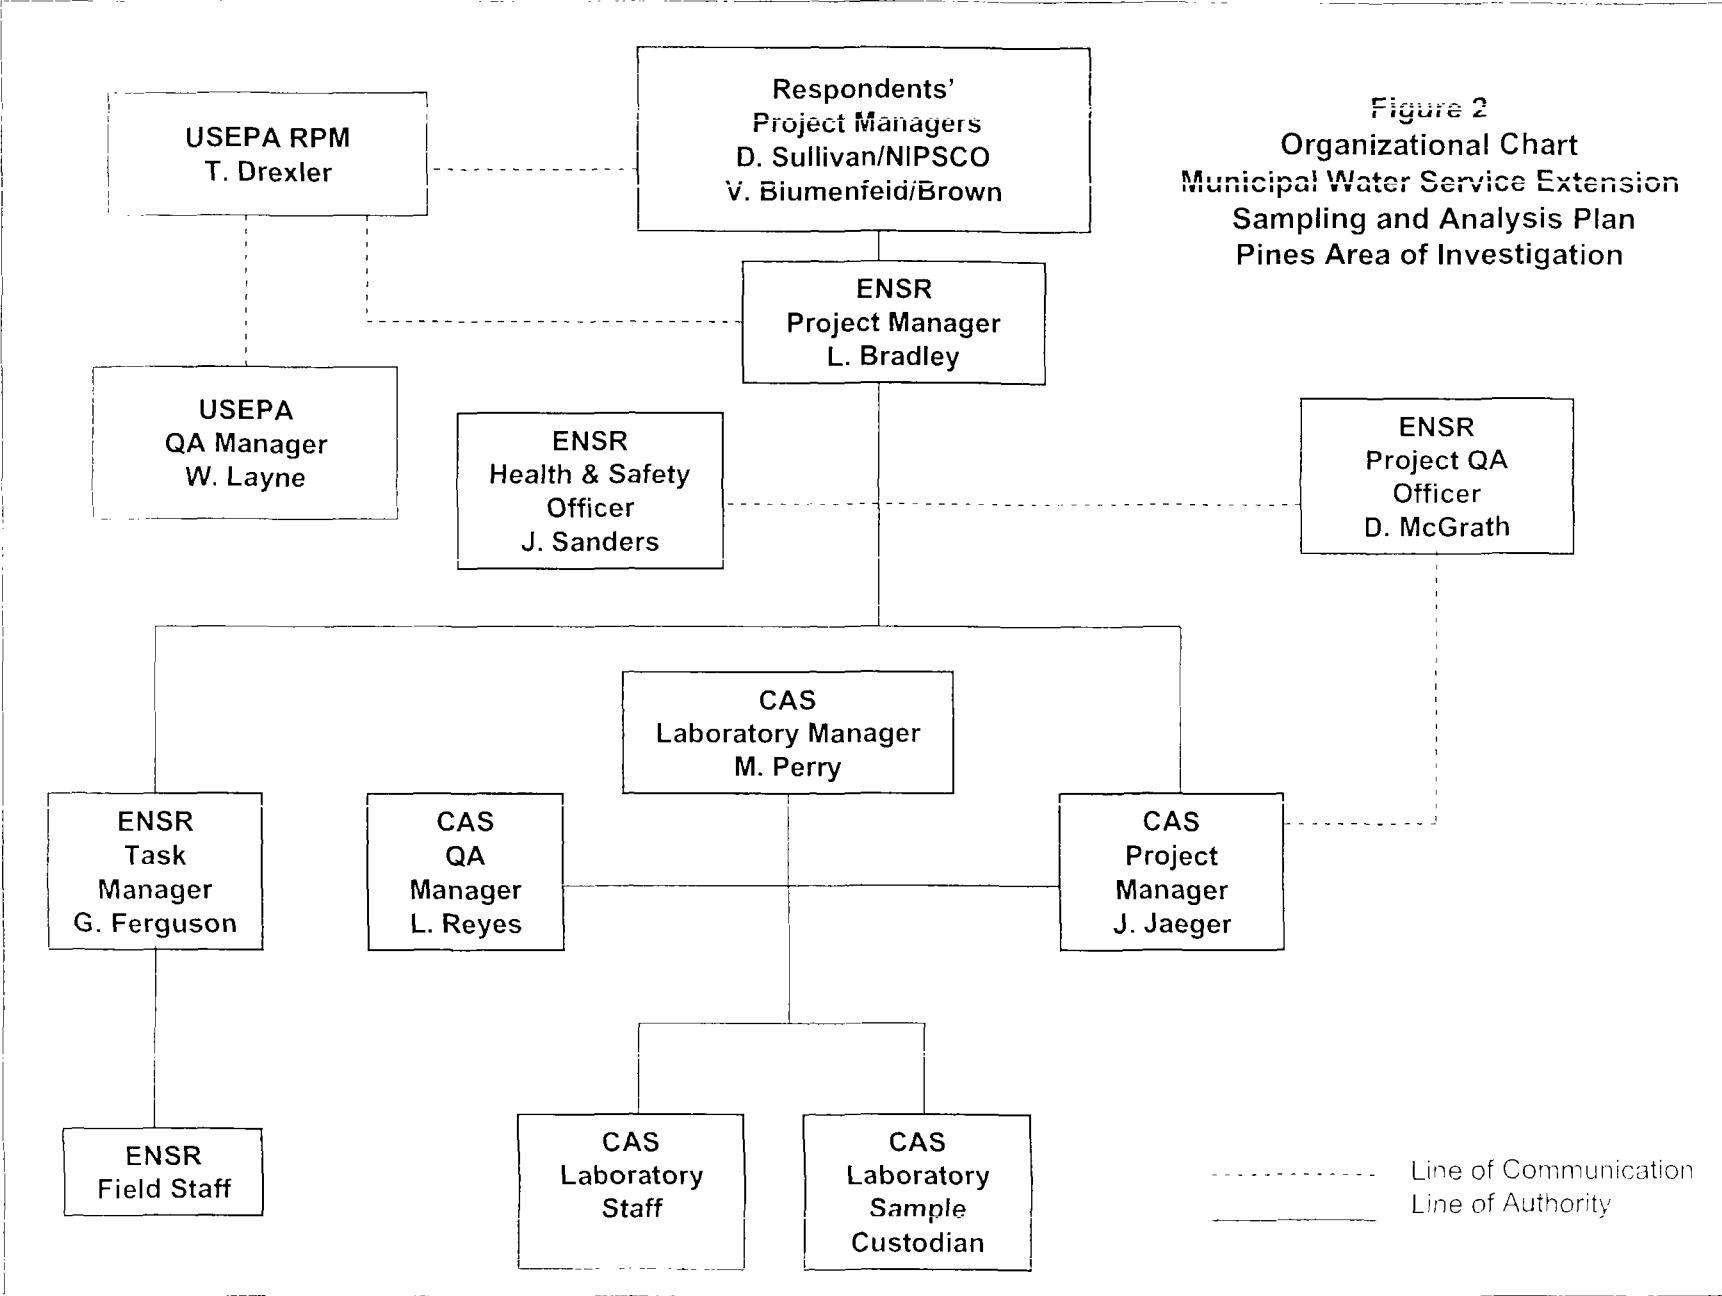 Respondents'
Project Managers
D. Sullivan/NIPSCO
V. Blumenfeld/Brown
USEPA RPM
T. Drexler
Figure 2
Organizational Chart
Municipal Water Service Extension
Sampling and Analysis Plan
Pines Area of Investigation
ENSR
Project Manager
L. Bradley
USEPA
QA Manager
W. Layne
ENSR
Health & Safety
Officer
J. Sanders
ENSR
Project QA
Officer
D. McGrath
CAS
Laboratory Manager
M. Perry
ENSR
Task
Manager
G. Ferguson
CAS
QA
Manager
L. Reyes
CAS
Project
Manager
J. Jaeger
ENSR
Field Staff
CAS
Laboratory
Staff
CAS
Laboratory
Sample
Custodian
Line of Communication
Line of Authority